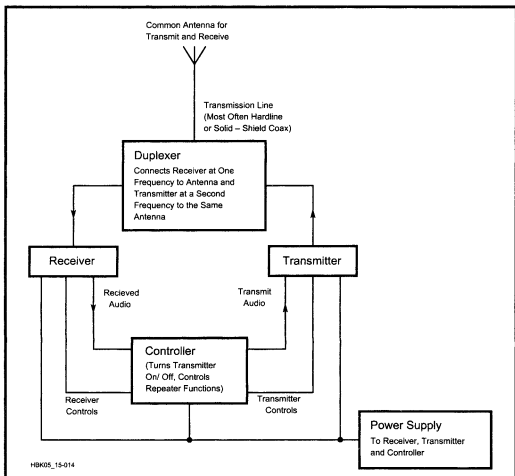 Common Antenna for
Transmit and Receive
Transmission Line
(Most Often Hardline
or Solid – Shield Coax)
Duplexer
Connects Receiver at One
Frequency to Antenna and
Transmitter at a Second
Frequency to the Same
Antenna
Receiver
Transmitter
Recieved
Audio
Transmit
Audio
Controller
(Turns Transmitter
On/ Off, Controls
Repeater Functions)
Receiver
Controls
Transmitter
Controls
Power Supply
To Receiver, Transmitter
and Controller
HBK05_15-014